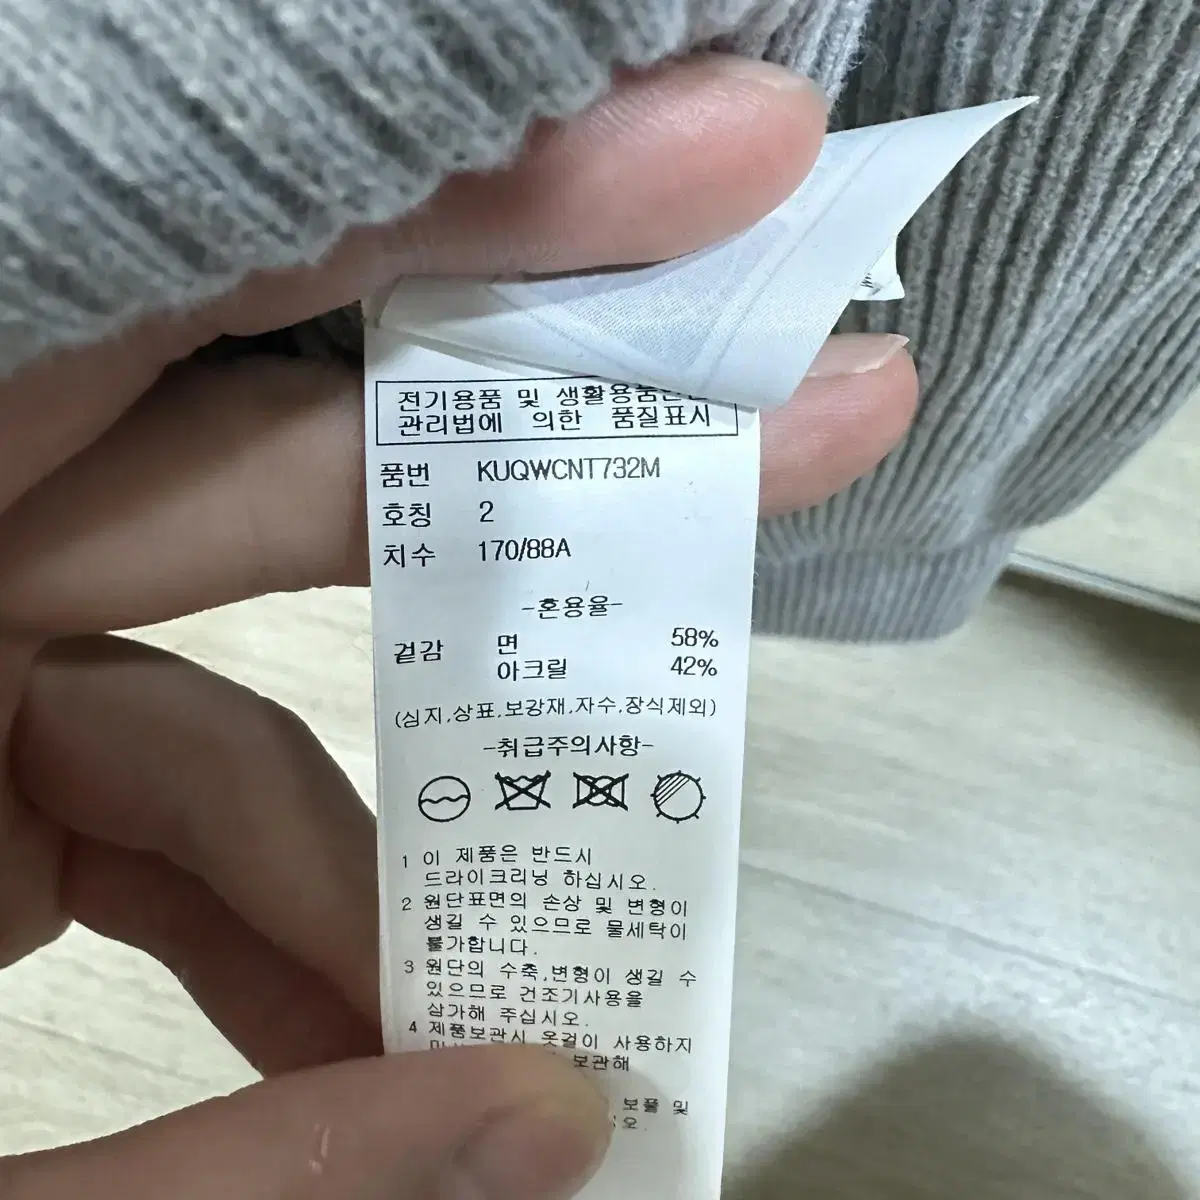 전기용품 및 생활용품안전
관리법에 의한 품질표시
품번 KUQWCNT732M
호칭 2
치수 170/88A
-혼용율-
겉감 면 58%
아크릴 42%
(심지,상표,보강재,자수,장식제외)
-취급주의사항-
1 이 제품은 반드시
드라이크리닝 하십시오.
2 원단표면의 손상 및 변형이
생길 수 있으므로 물세탁이
불가합니다.
3 원단의 수축,변형이 생길 수
있으므로 건조기사용을
삼가해 주십시오.
4 제품보관시 옷걸이 사용하지
보관해
보풀 및
오.